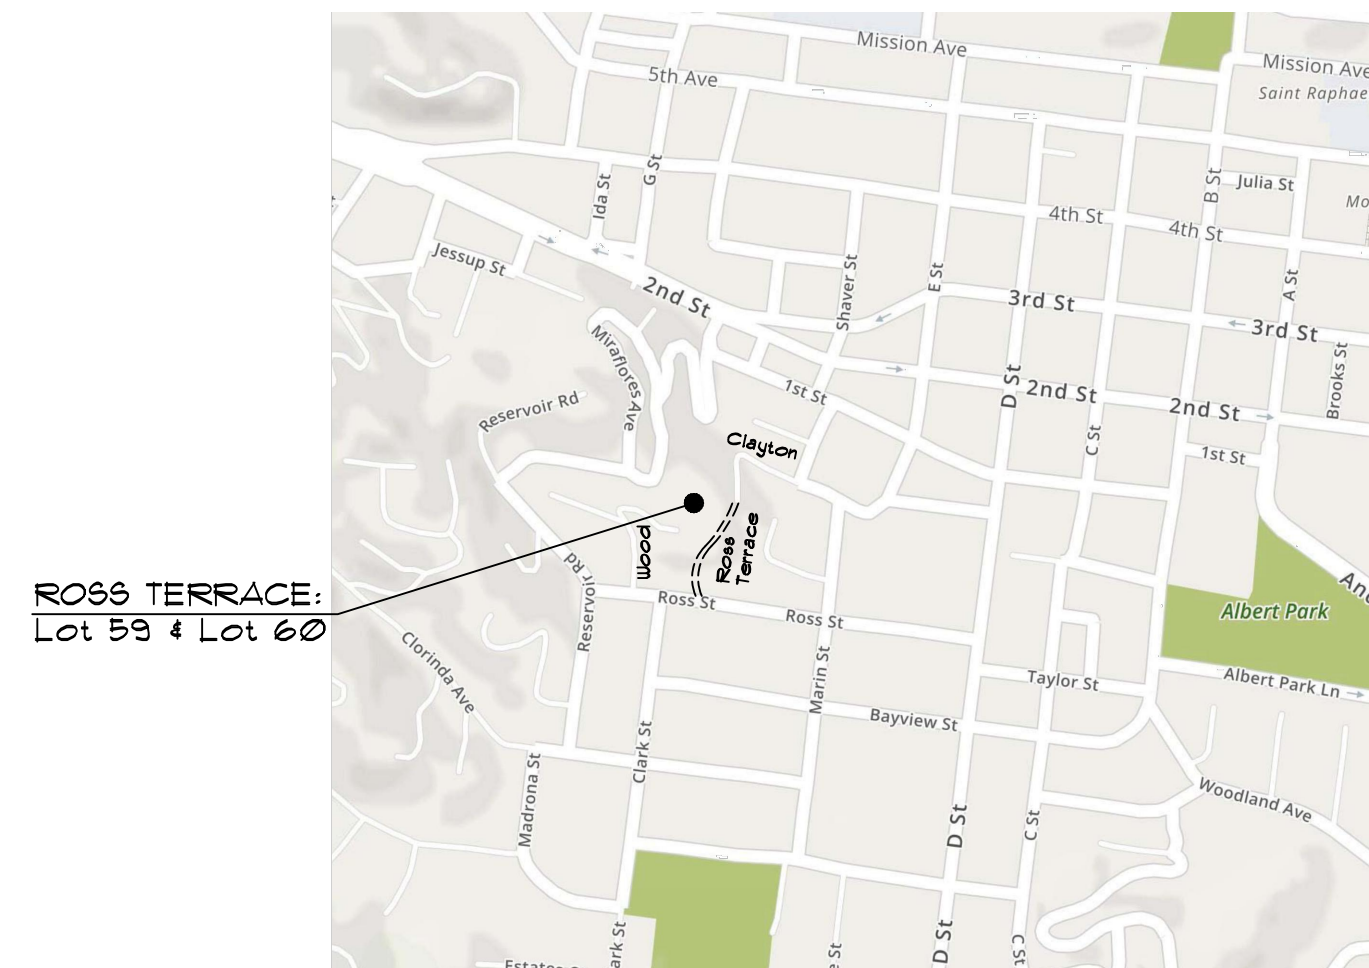 Mission Ave
5th Ave
Mission Ave
Saint Raphae
G St
Ida St
B St
Julia St
Mo
4th St
4th St
Jessup St
2nd St
Shaver St
E St
3rd St
A St
3rd St
Miraflores Ave
Brooks St
1st St
D St
2nd St
2nd St
Reservoir Rd
Clayton
C St
1st St
Wood
Ross
Terrace
Reservoir Rd
ROSS TERRACE:
Lot 59 & Lot 60
Ross St
Ross St
Albert Park
Clorinda Ave
Marin St
Taylor St
Albert Park Ln
Bayview St
Clark St
Madrona St
Woodland Ave
D St
C St
ark St
D St
C St
e St